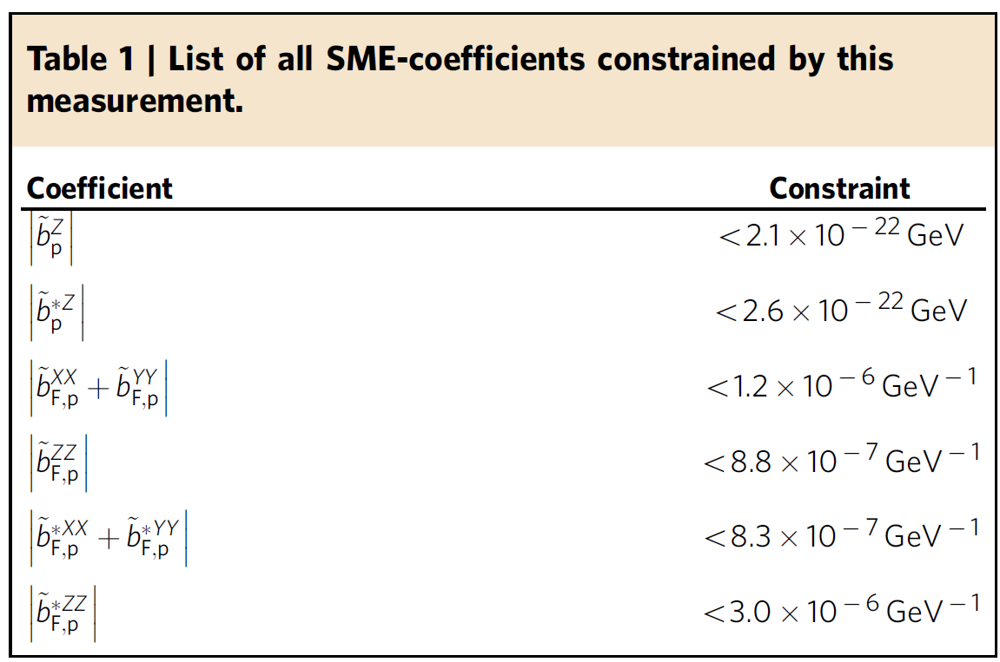 Table 1 | List of all SME-coefficients constrained by this
measurement.
Coefficient Constraint
|b̃_p^Z| <2.1 × 10^−22 GeV
|b̃_p^*Z| <2.6 × 10^−22 GeV
|b̃_F,p^XX + b̃_F,p^YY| <1.2 × 10^−6 GeV^−1
|b̃_F,p^ZZ| <8.8 × 10^−7 GeV^−1
|b̃_F,p^*XX + b̃_F,p^*YY| <8.3 × 10^−7 GeV^−1
|b̃_F,p^*ZZ| <3.0 × 10^−6 GeV^−1